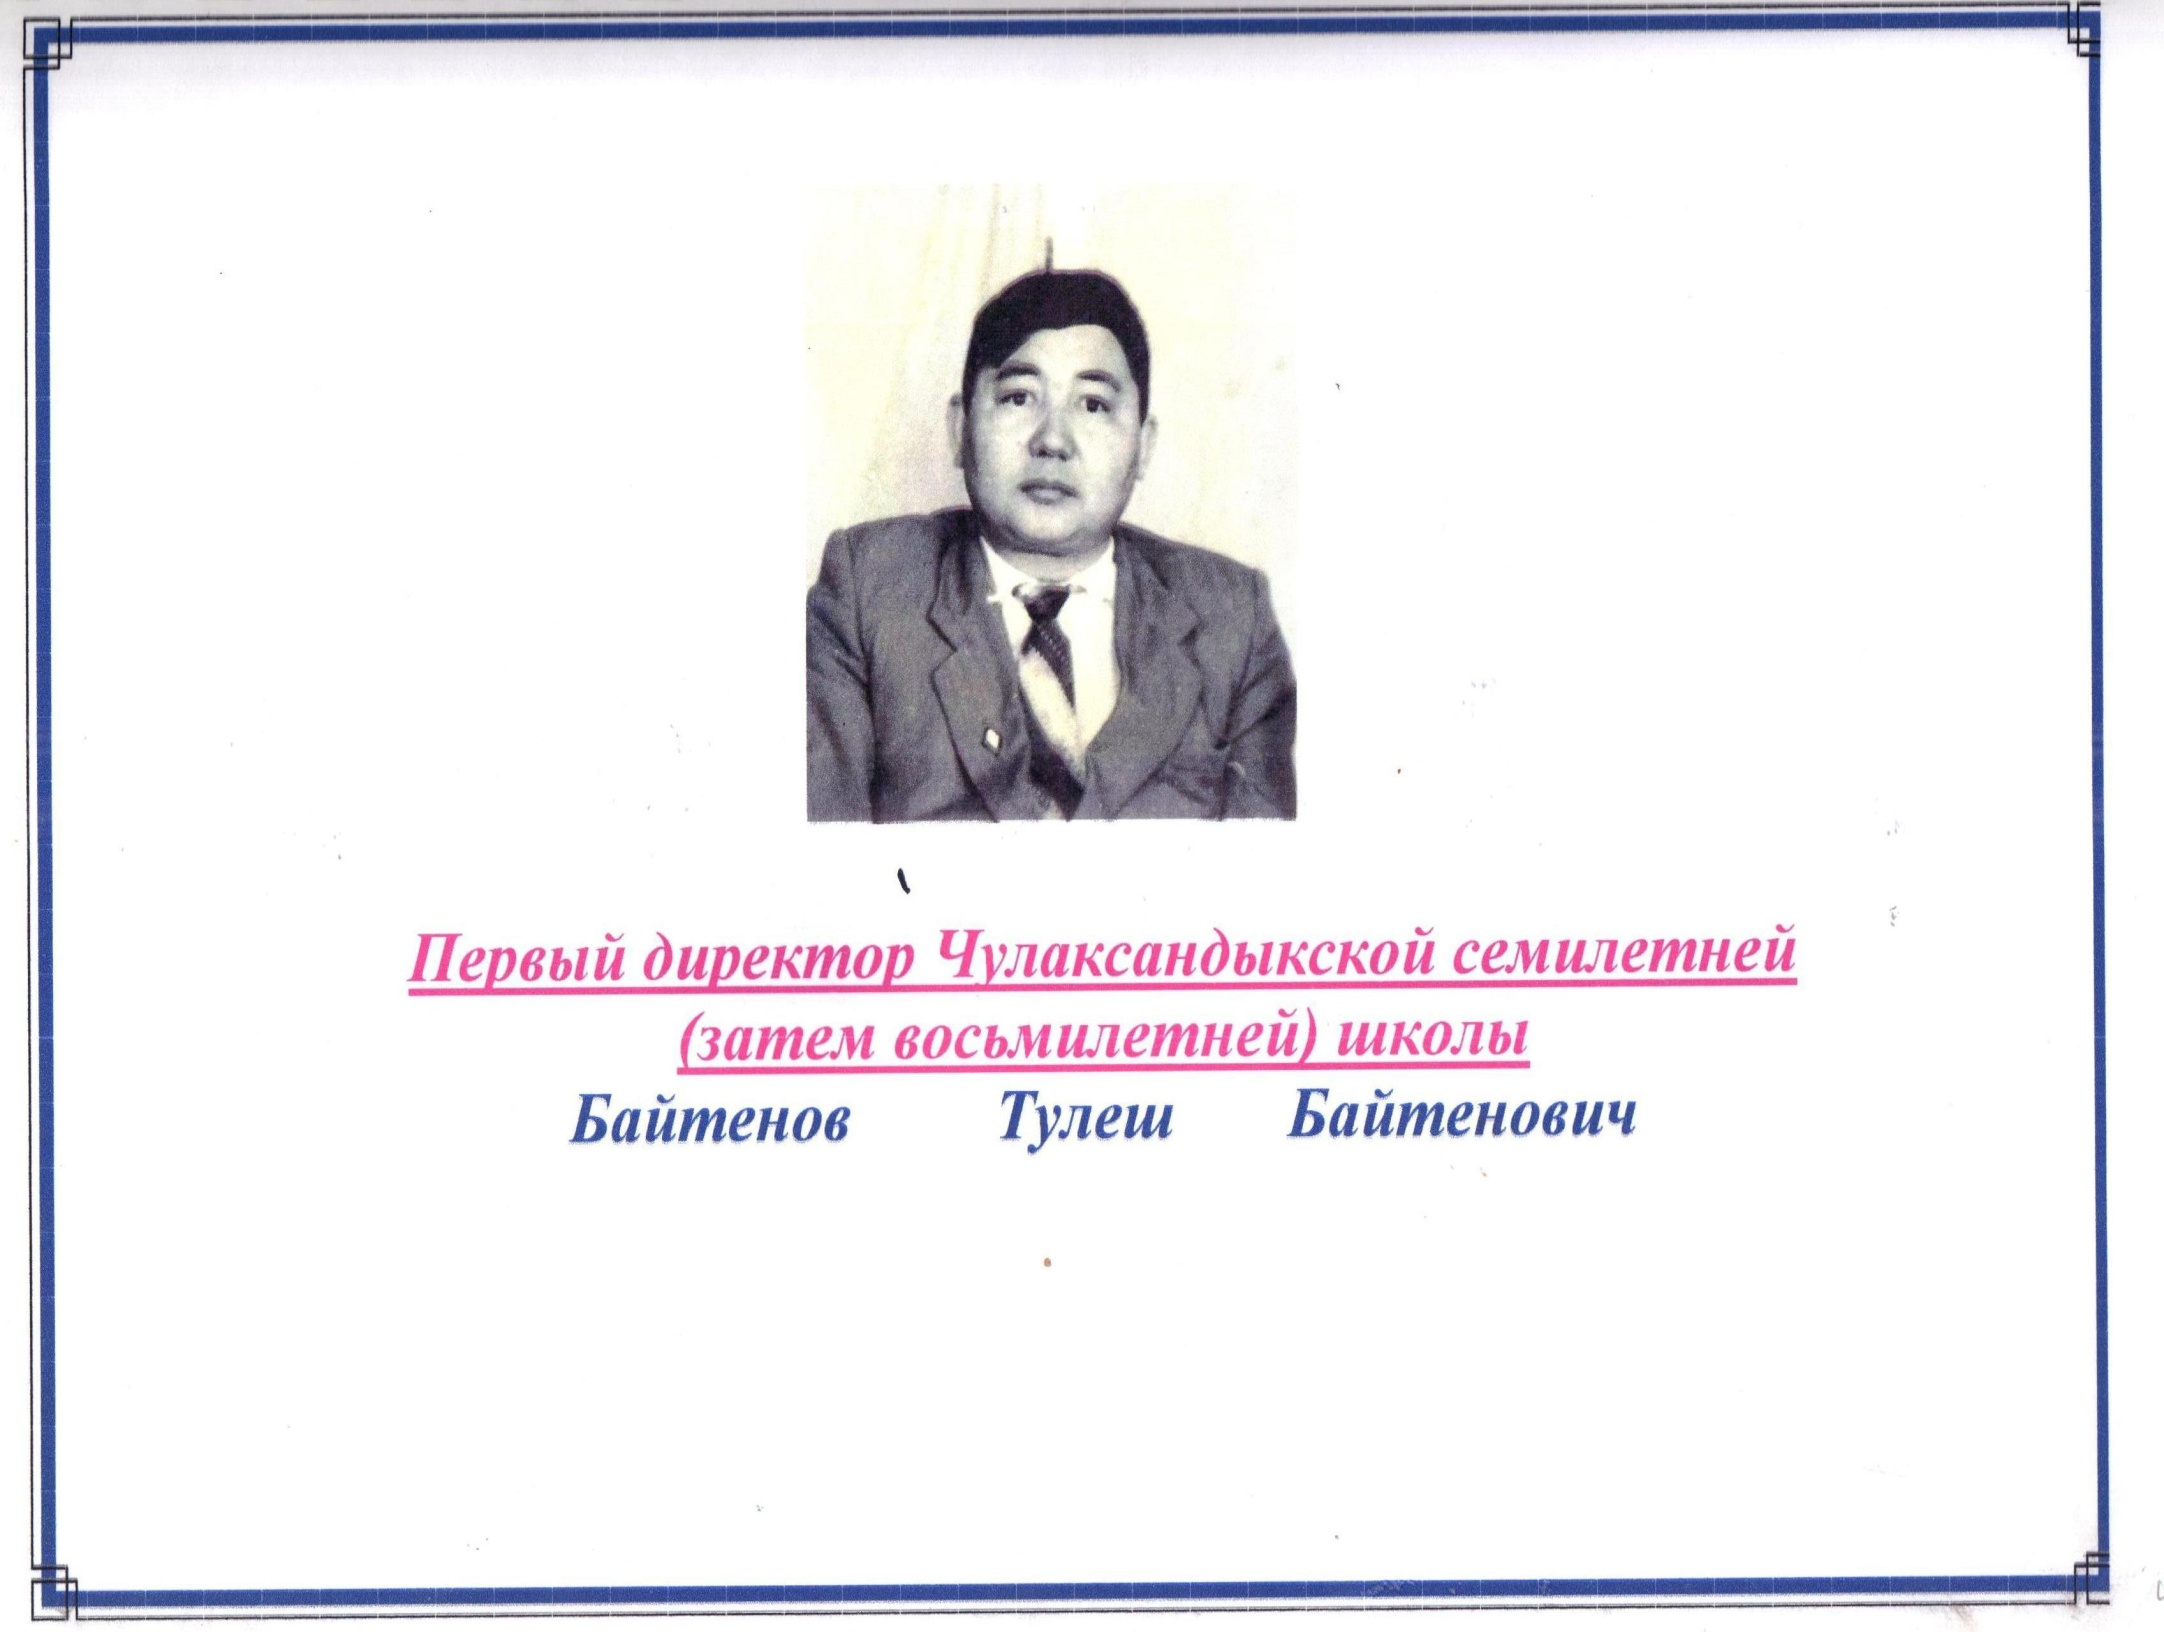 Первый директор Чулаксандыкской семилетней
(затем восьмилетней) школы
Байтенов Тулеш Байтенович